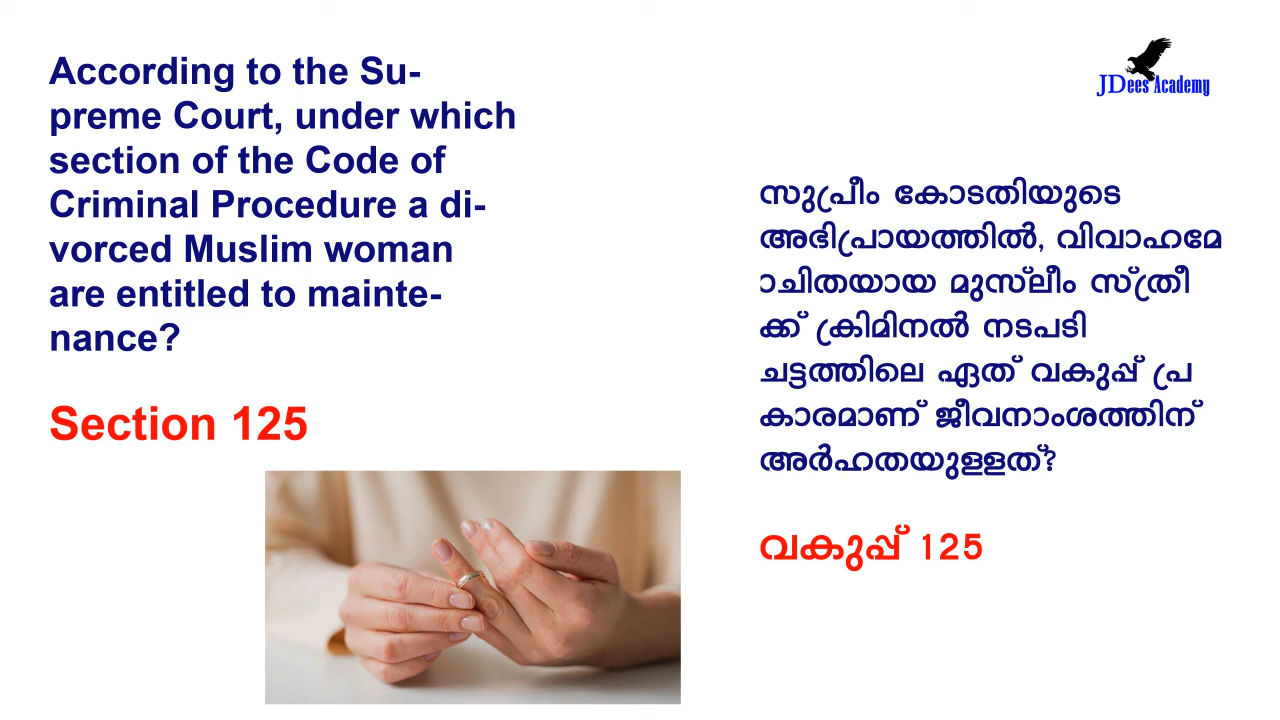 According to the Su-
preme Court, under which
section of the Code of
Criminal Procedure a di-
vorced Muslim woman
are entitled to mainte-
nance?
Section 125
JDees Academy
സുപ്രീം കോടതിയുടെ
അഭിപ്രായത്തിൽ, വിവാഹമേ
ാചിതയായ മുസ്‌ലീം സ്ത്രീ
ക്ക് ക്രിമിനൽ നടപടി
ചട്ടത്തിലെ ഏത് വകുപ്പ് പ്ര
കാരമാണ് ജീവനാംശത്തിന്
അർഹതയുളളത്?
വകുപ്പ് 125